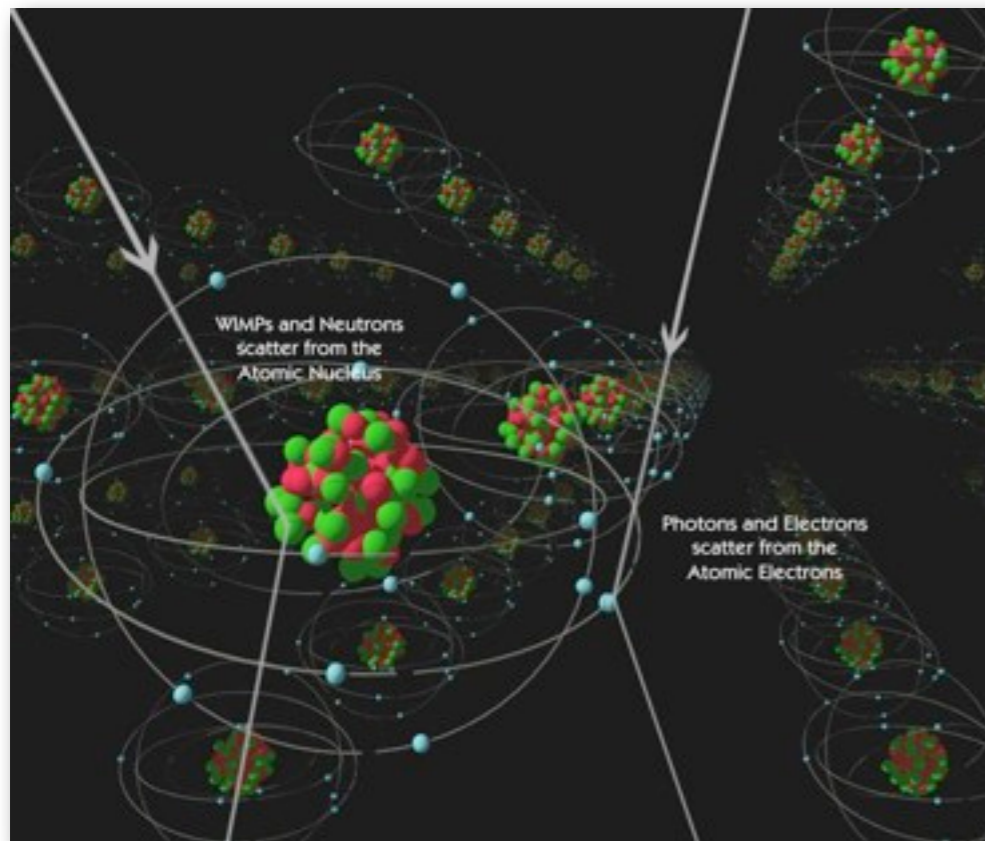 WIMPs and Neutrons
scatter from the
Atomic Nucleus
Photons and Electrons
scatter from the
Atomic Electrons